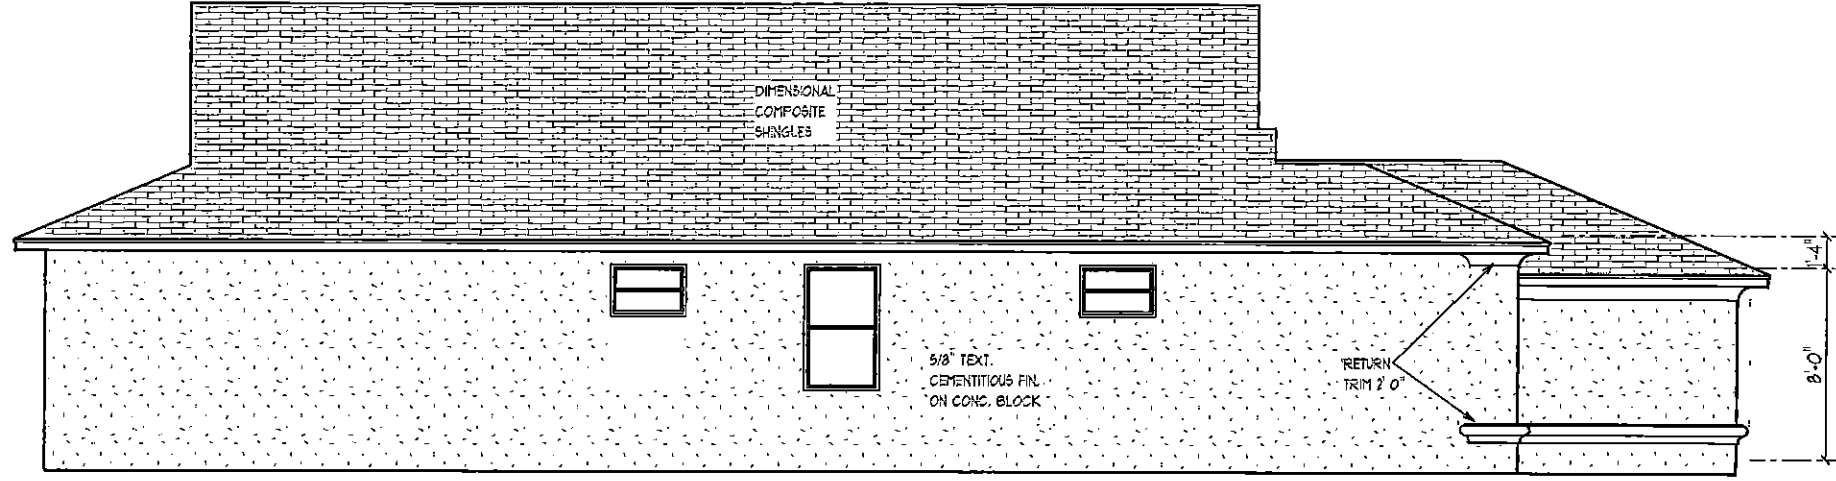 DIMENSIONAL
COMPOSITE
SHINGLES
1'-4"
5/8" TEXT.
CEMENTITIOUS FIN.
ON CONC. BLOCK
RETURN
TRIM 2' 0"
8'-0"